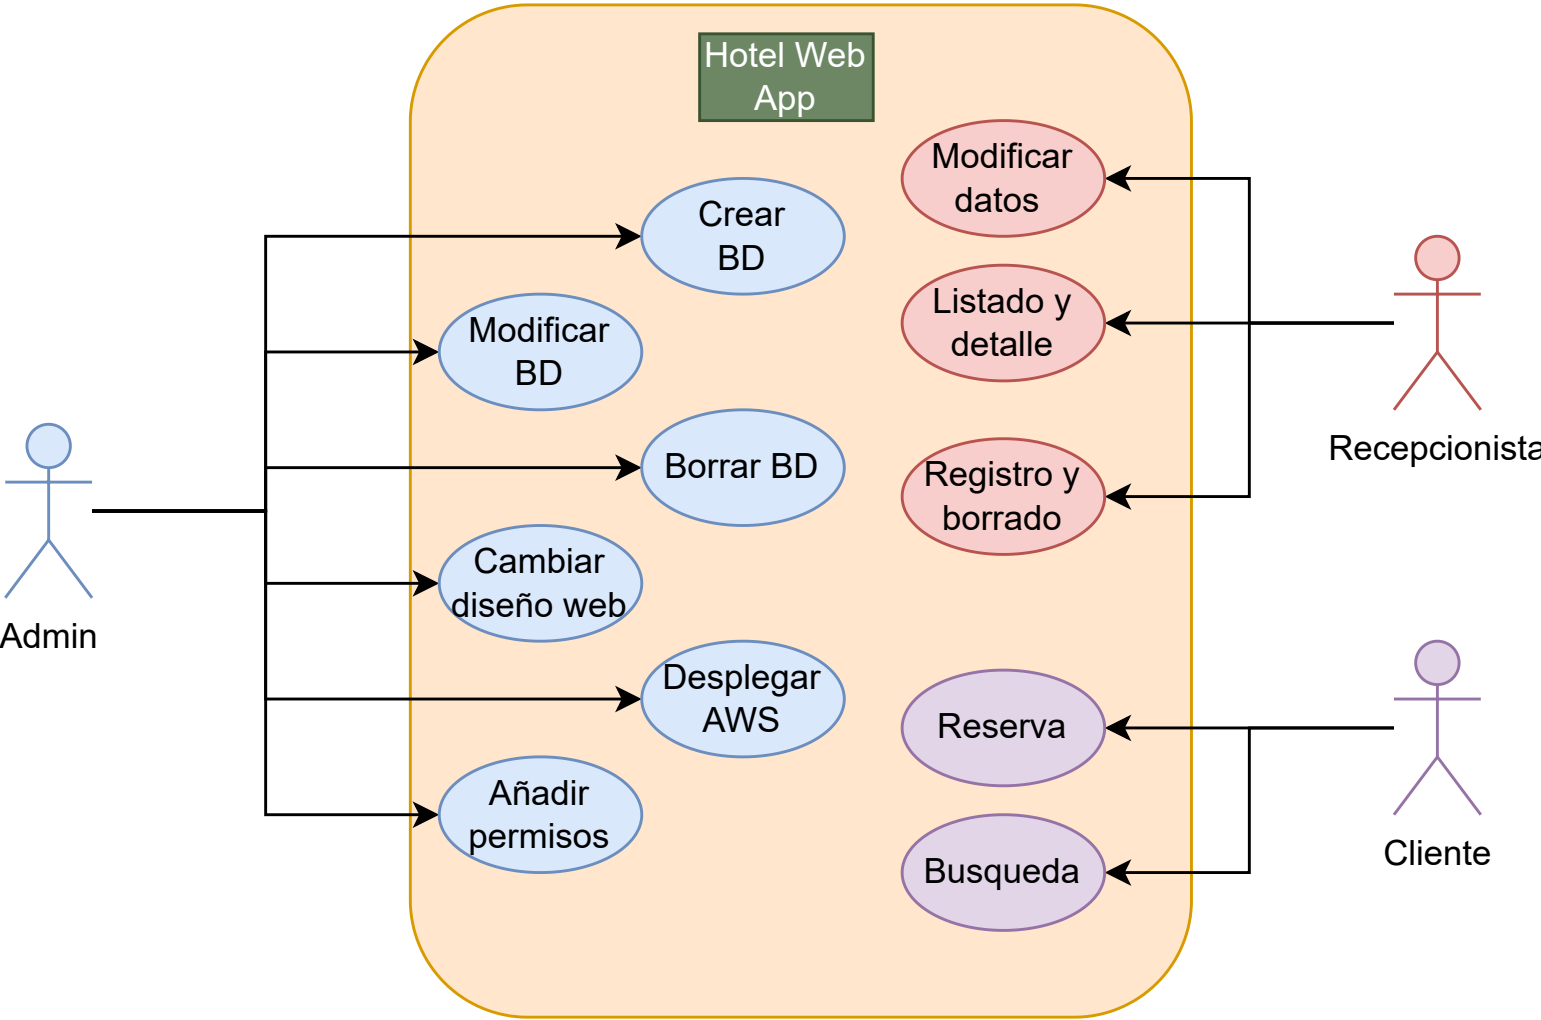 Hotel Web
App
Crear
BD
Modificar
BD
Borrar BD
Cambiar
diseño web
Desplegar
AWS
Añadir
permisos
Admin
Modificar
datos
Listado y
detalle
Registro y
borrado
Recepcionista
Reserva
Busqueda
Cliente